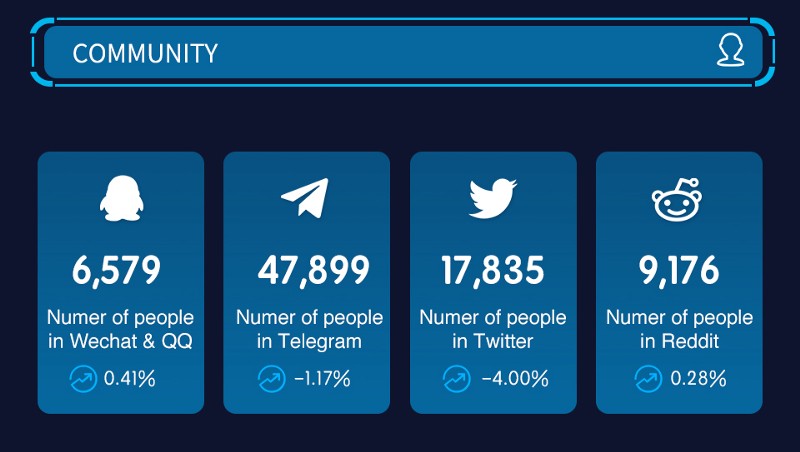 COMMUNITY
6,579
Numer of people
in Wechat & QQ
0.41%
47,899
Numer of people
in Telegram
-1.17%
17,835
Numer of people
in Twitter
-4.00%
9,176
Numer of people
in Reddit
0.28%